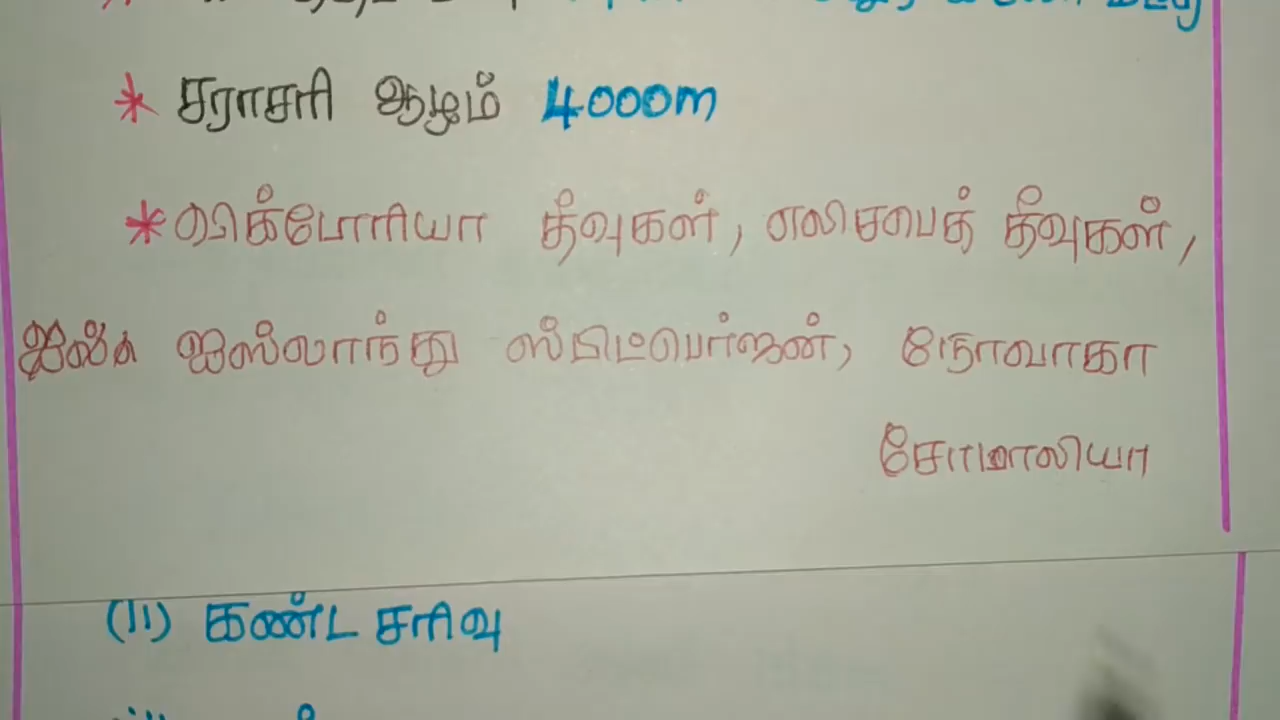 * சராசரி ஆழம் 4000m
* விக்டோரியா தீவுகள், எலிசபைத் தீவுகள்,
ஐஸ்லாந்து ஸ்பிட்பெர்ஜன், நோவாகா
சோமாலியா
(II) கண்ட சரிவு